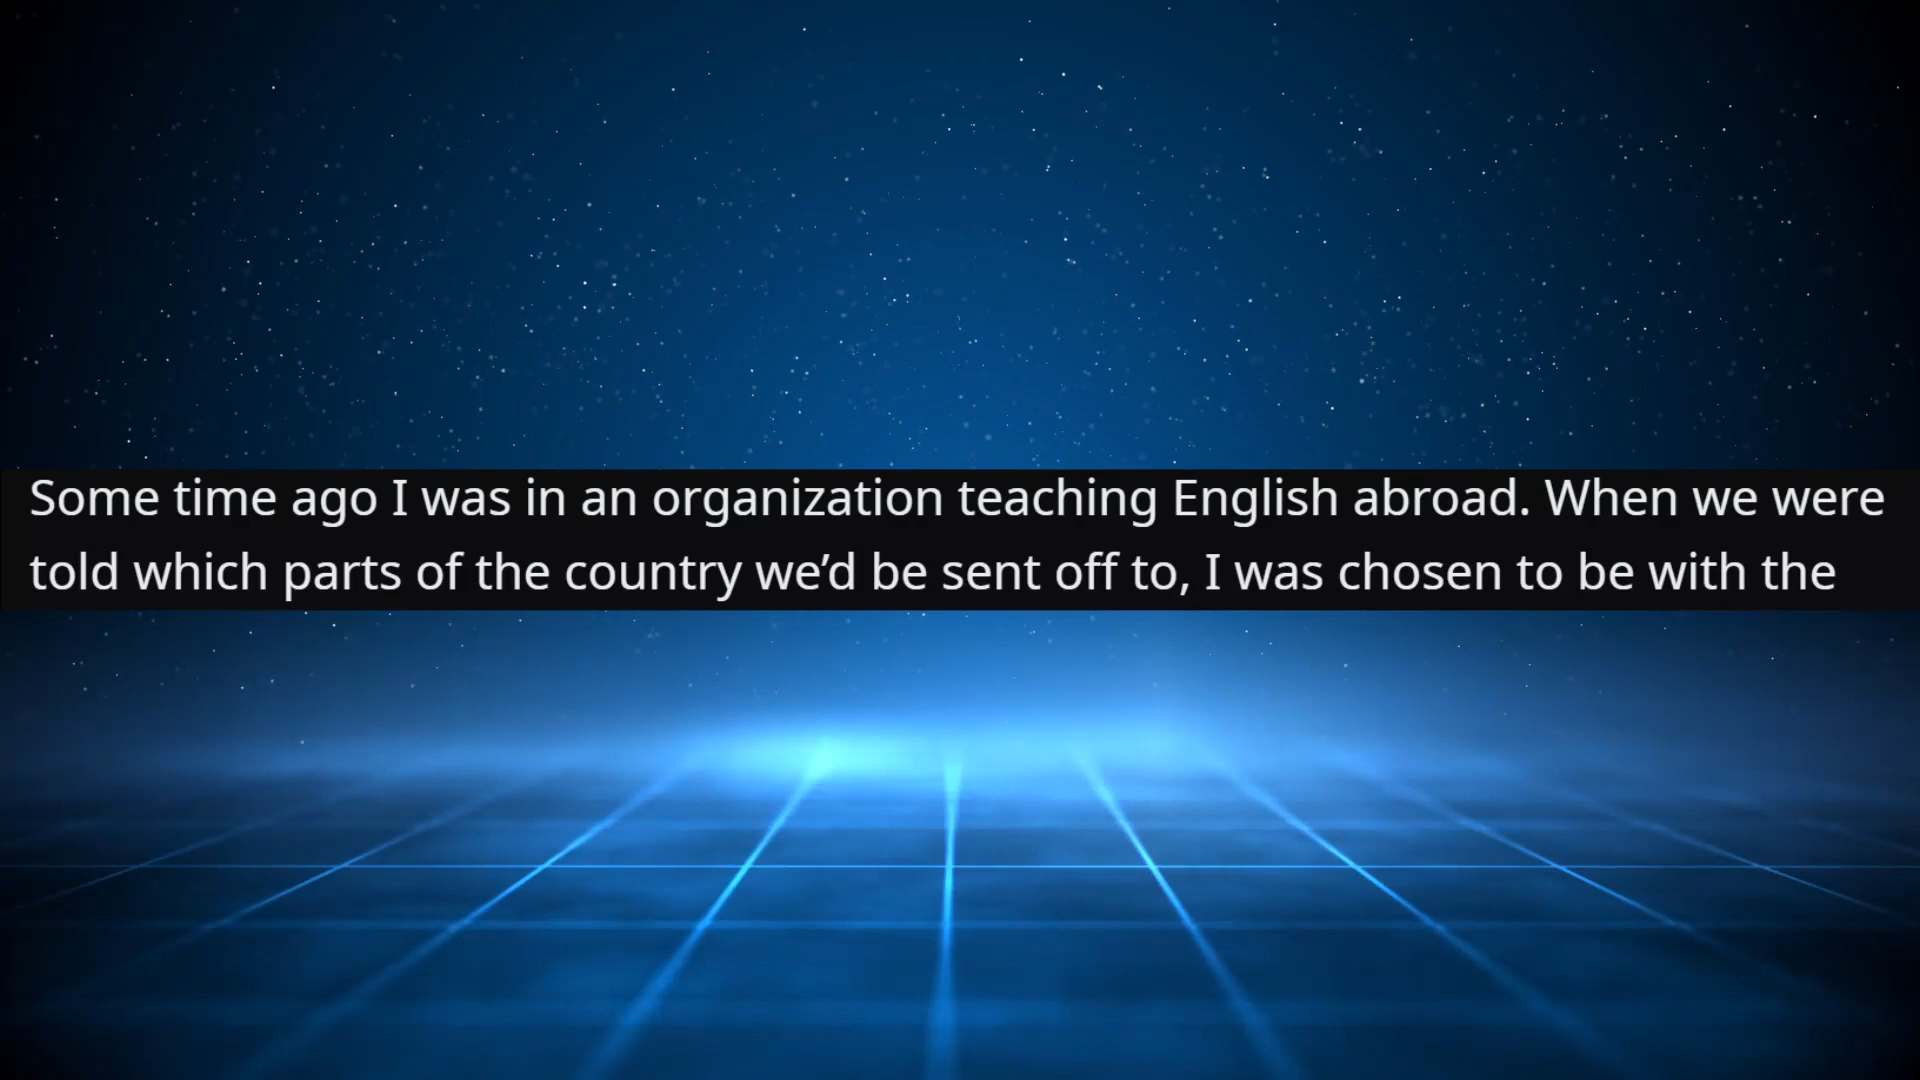 Some time ago I was in an organization teaching English abroad. When we were
told which parts of the country we’d be sent off to, I was chosen to be with the